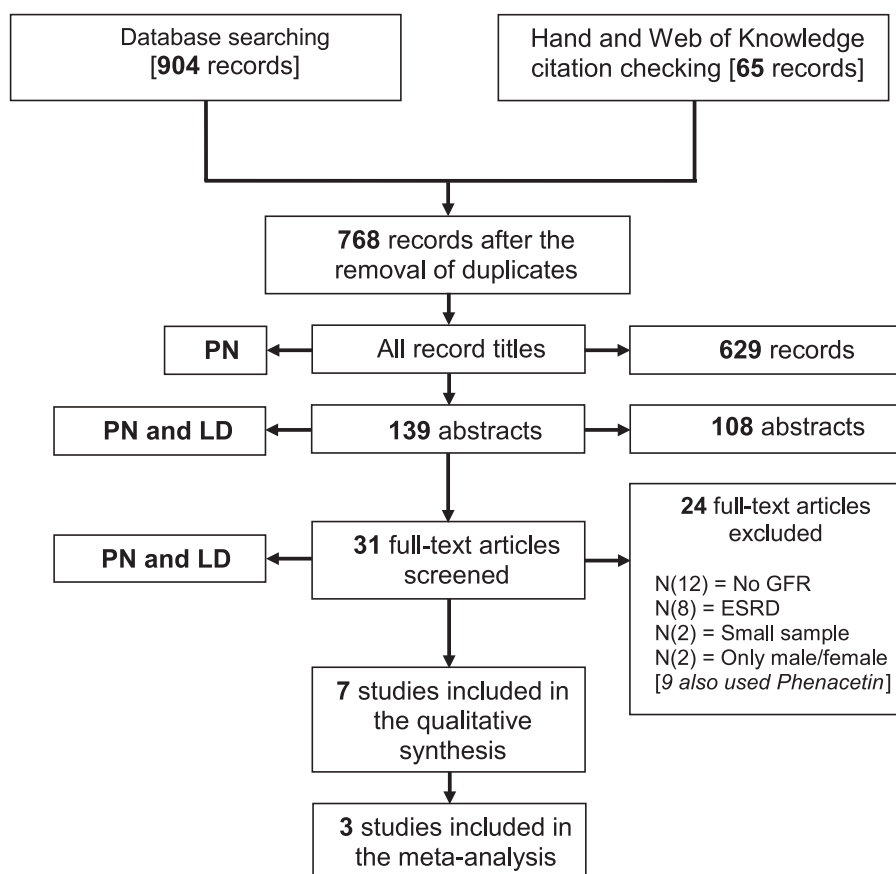 Database searching
[904 records]
Hand and Web of Knowledge
citation checking [65 records]
768 records after the
removal of duplicates
PN
All record titles
629 records
PN and LD
139 abstracts
108 abstracts
PN and LD
31 full-text articles
screened
24 full-text articles
excluded
N(12) = No GFR
N(8) = ESRD
N(2) = Small sample
N(2) = Only male/female
[9 also used Phenacetin]
7 studies included in
the qualitative
synthesis
3 studies included in
the meta-analysis